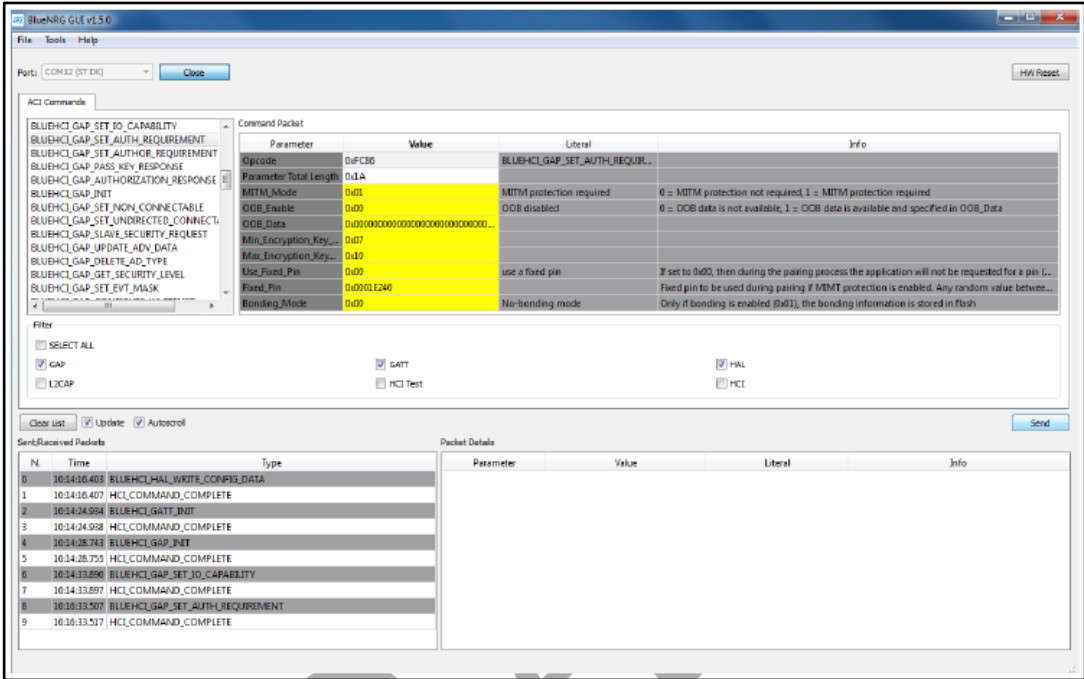 BlueNRG GUI v1.5.0
File Tools Help
Port: COM12 (ST DK) Close HW Reset
ACI Commands
BLUEHCI_GAP_SET_IO_CAPABILITY
BLUEHCI_GAP_SET_AUTH_REQUIREMENT
BLUEHCI_GAP_SET_AUTHOR_REQUIREMENT
BLUEHCI_GAP_PASS_KEY_RESPONSE
BLUEHCI_GAP_AUTHORIZATION_RESPONSE
BLUEHCI_GAP_INIT
BLUEHCI_GAP_SET_NON_CONNECTABLE
BLUEHCI_GAP_SET_UNDIRECTED_CONNECT
BLUEHCI_GAP_SLAVE_SECURITY_REQUEST
BLUEHCI_GAP_UPDATE_ADV_DATA
BLUEHCI_GAP_DELETE_AD_TYPE
BLUEHCI_GAP_GET_SECURITY_LEVEL
BLUEHCI_GAP_SET_EVT_MASK
Command Packet
Parameter Value Literal Info
Opcode 0xFC86 BLUEHCI_GAP_SET_AUTH_REQUIR...
Parameter Total Length 0x1A
MITM_Mode 0x01 MITM protection required 0 = MITM protection not required, 1 = MITM protection required
OOB_Enable 0x00 OOB disabled 0 = OOB data is not available, 1 = OOB data is available and specified in OOB_Data
OOB_Data 0x00000000000000000000000000000...
Min_Encryption_Key_... 0x07
Max_Encryption_Key... 0x10
Use_Fixed_Pin 0x00 use a fixed pin If set to 0x00, then during the pairing process the application will not be requested for a pin (...
Fixed_Pin 0x0001E240 Fixed pin to be used during pairing if MIMT protection is enabled. Any random value betwee...
Bonding_Mode 0x00 No-bonding mode Only if bonding is enabled (0x01), the bonding information is stored in flash
Filter
SELECT ALL
GAP GATT HAL
L2CAP HCI Test HCI
Clear List Update Autoscroll Send
Sent/Received Packets
N. Time Type
0 10:14:16.403 BLUEHCI_HAL_WRITE_CONFIG_DATA
1 10:14:16.407 HCI_COMMAND_COMPLETE
2 10:14:24.934 BLUEHCI_GATT_INIT
3 10:14:24.938 HCI_COMMAND_COMPLETE
4 10:14:28.743 BLUEHCI_GAP_INIT
5 10:14:28.755 HCI_COMMAND_COMPLETE
6 10:14:33.890 BLUEHCI_GAP_SET_IO_CAPABILITY
7 10:14:33.897 HCI_COMMAND_COMPLETE
8 10:16:33.507 BLUEHCI_GAP_SET_AUTH_REQUIREMENT
9 10:16:33.517 HCI_COMMAND_COMPLETE
Packet Details
Parameter Value Literal Info